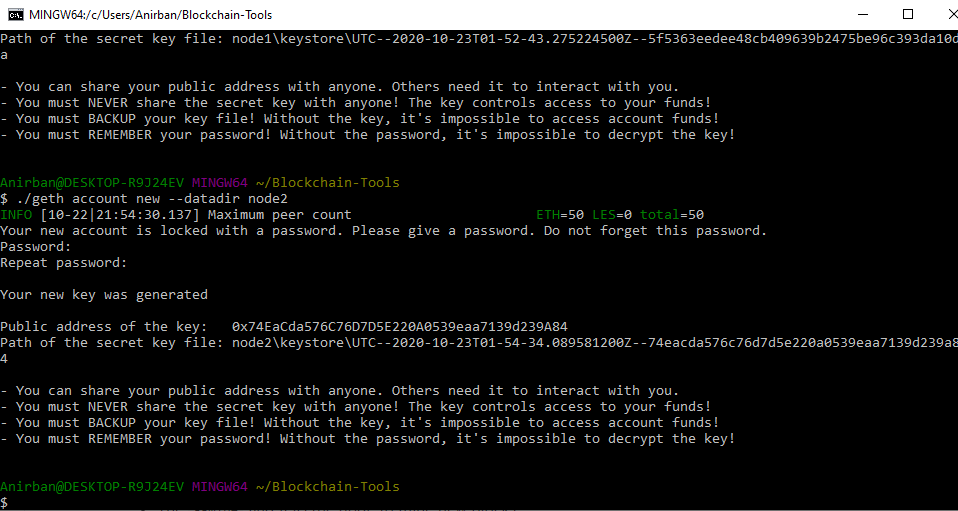 MINGW64:/c/Users/Anirban/Blockchain-Tools
Path of the secret key file: node1\keystore\UTC--2020-10-23T01-52-43.275224500Z--5f5363eedee48cb409639b2475be96c393da10d
a
- You can share your public address with anyone. Others need it to interact with you.
- You must NEVER share the secret key with anyone! The key controls access to your funds!
- You must BACKUP your key file! Without the key, it's impossible to access account funds!
- You must REMEMBER your password! Without the password, it's impossible to decrypt the key!
Anirban@DESKTOP-R9J24EV MINGW64 ~/Blockchain-Tools
$ ./geth account new --datadir node2
INFO [10-22|21:54:30.137] Maximum peer count ETH=50 LES=0 total=50
Your new account is locked with a password. Please give a password. Do not forget this password.
Password:
Repeat password:
Your new key was generated
Public address of the key: 0x74EaCda576C76D7D5E220A0539eaa7139d239A84
Path of the secret key file: node2\keystore\UTC--2020-10-23T01-54-34.089581200Z--74eacda576c76d7d5e220a0539eaa7139d239a8
4
- You can share your public address with anyone. Others need it to interact with you.
- You must NEVER share the secret key with anyone! The key controls access to your funds!
- You must BACKUP your key file! Without the key, it's impossible to access account funds!
- You must REMEMBER your password! Without the password, it's impossible to decrypt the key!
Anirban@DESKTOP-R9J24EV MINGW64 ~/Blockchain-Tools
$